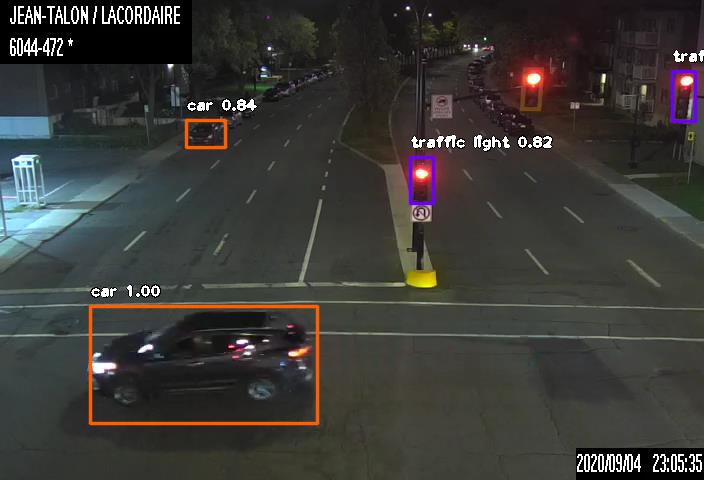 JEAN-TALON / LACORDAIRE
6044-472 *
traf
car 0.84
traffic light 0.82
car 1.00
2020/09/04 23:05:35